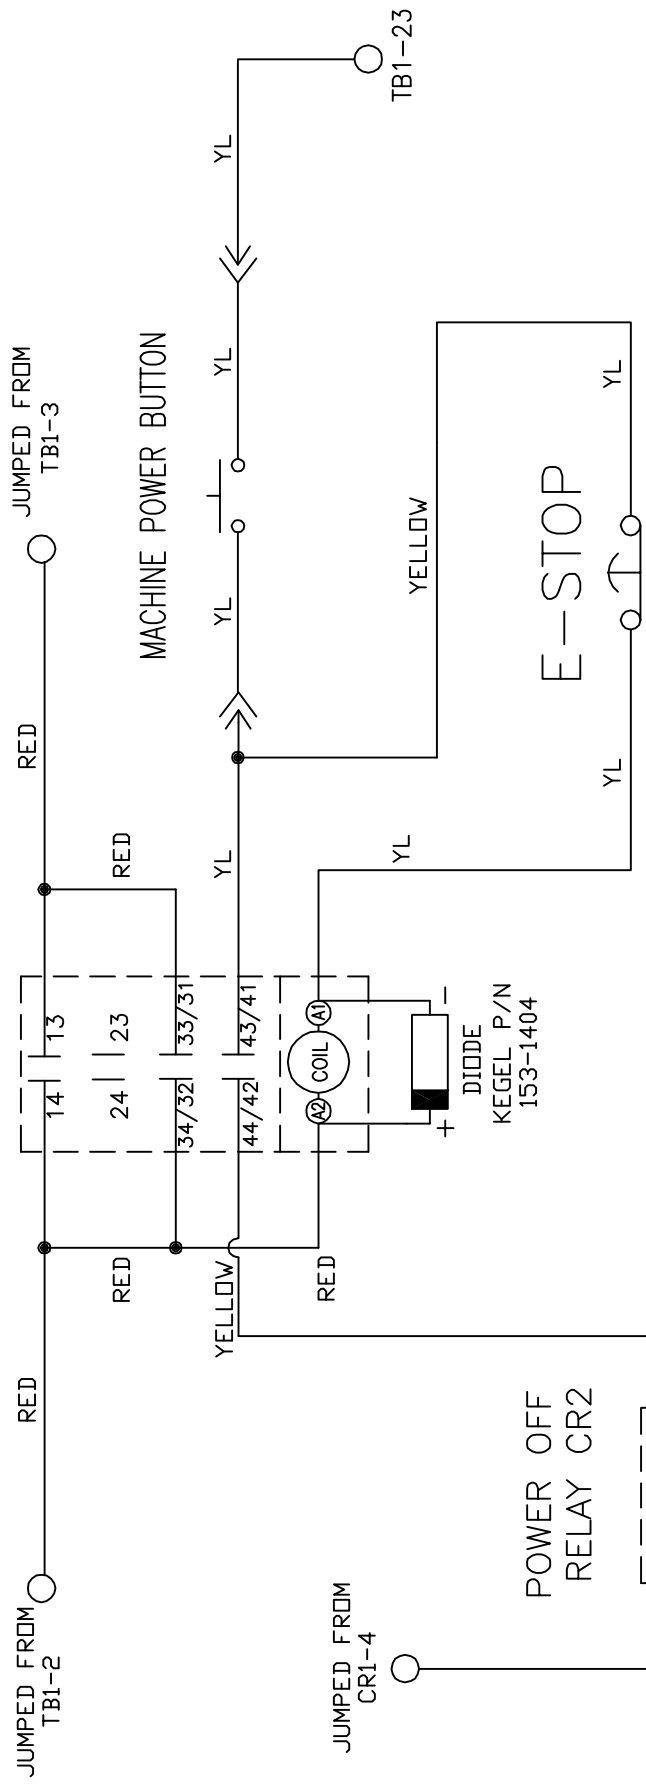 JUMPED FROM
TB1-2
RED
RED
14
13
24
23
34/32
33/31
44/42
43/41
RED
RED
JUMPED FROM
TB1-3
YELLOW
YL
MACHINE POWER BUTTON
YL
YL
YL
TB1-23
RED
A2
COIL
A1
YL
+
-
DIODE
KEGEL P/N
153-1404
YELLOW
E-STOP
YL
YL
JUMPED FROM
CR1-4
POWER OFF
RELAY CR2